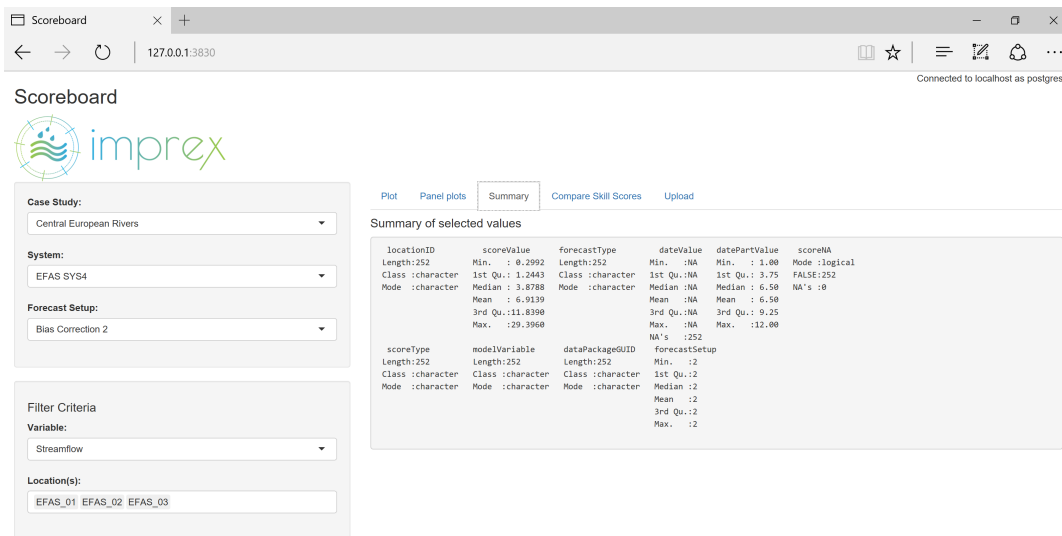 Scoreboard
127.0.0.1:3830
Connected to localhost as postgres
Scoreboard
imprex
Case Study:
Central European Rivers
System:
EFAS SYS4
Forecast Setup:
Bias Correction 2
Filter Criteria
Variable:
Streamflow
Location(s):
EFAS_01 EFAS_02 EFAS_03
Plot Panel plots Summary Compare Skill Scores Upload
Summary of selected values
locationID scoreValue forecastType dateValue datePartValue scoreNA
Length:252 Min. : 0.2992 Length:252 Min. :NA Min. : 1.00 Mode :logical
Class :character 1st Qu.: 1.2443 Class :character 1st Qu.:NA 1st Qu.: 3.75 FALSE:252
Mode :character Median : 3.8788 Mode :character Median :NA Median : 6.50 NA's :0
Mean : 6.9139 Mean :NA Mean : 6.50
3rd Qu.:11.8390 3rd Qu.:NA 3rd Qu.: 9.25
Max. :29.3960 Max. :NA Max. :12.00
NA's :252
scoreType modelVariable dataPackageGUID forecastSetup
Length:252 Length:252 Length:252 Min. :2
Class :character Class :character Class :character 1st Qu.:2
Mode :character Mode :character Mode :character Median :2
Mean :2
3rd Qu.:2
Max. :2